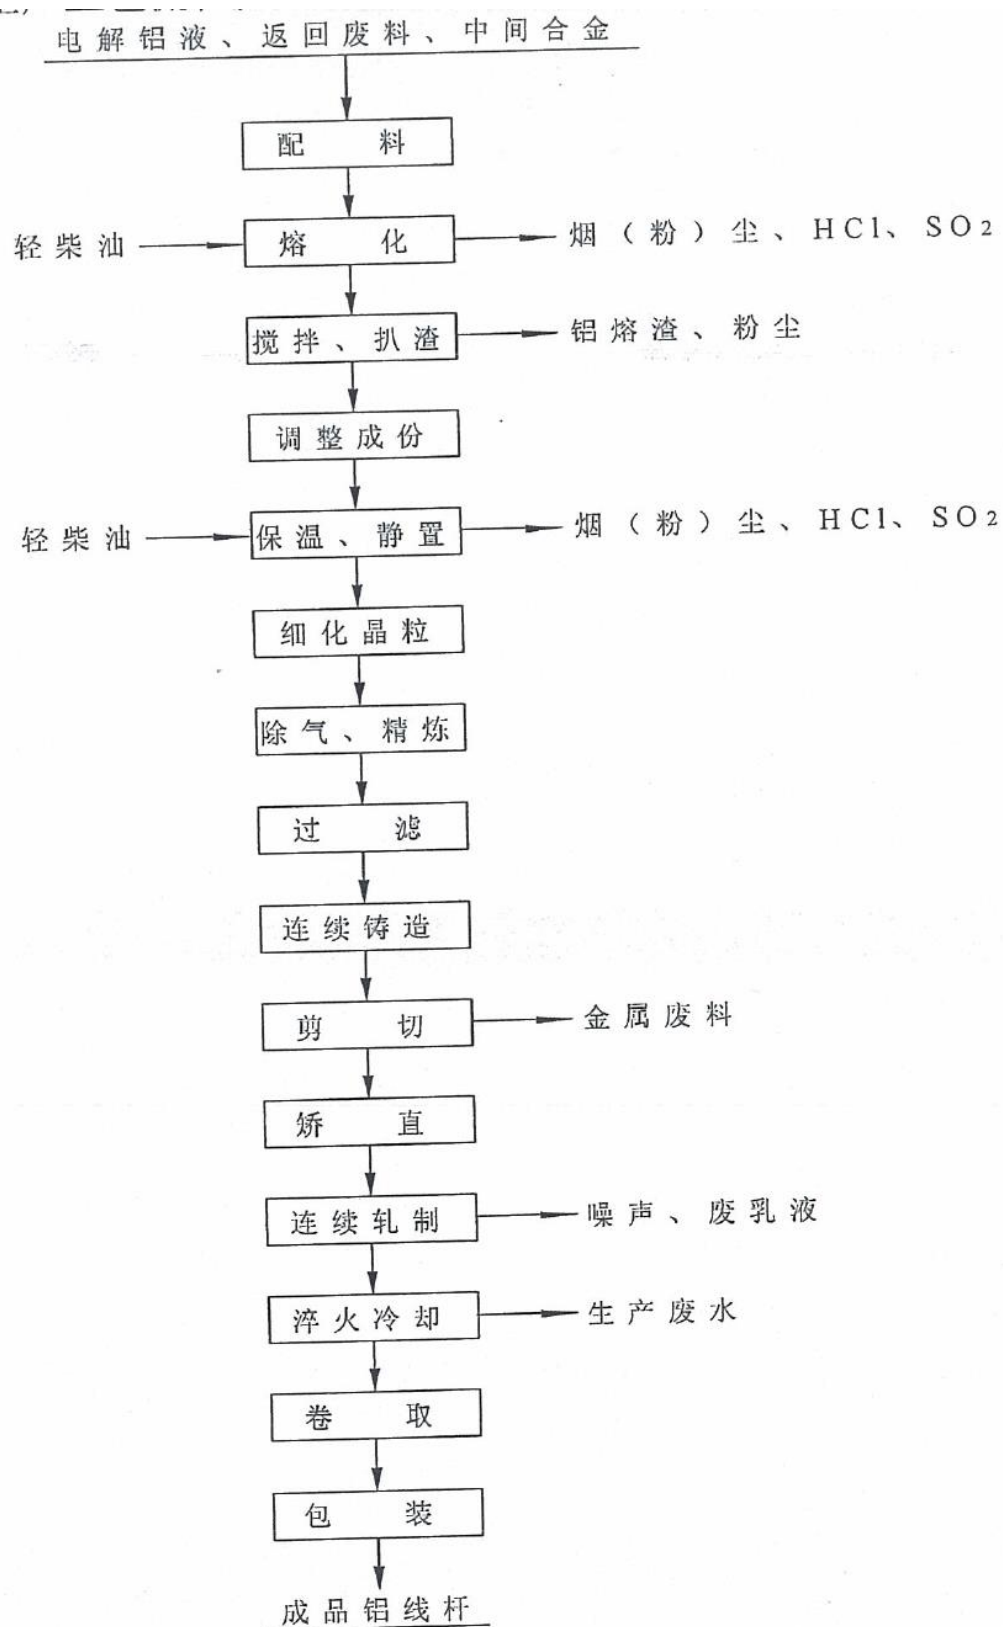 电解铝液、返回废料、中间合金
配料
轻柴油 熔化 烟(粉)尘、HCl、SO2
搅拌、扒渣 铝熔渣、粉尘
调整成份
轻柴油 保温、静置 烟(粉)尘、HCl、SO2
细化晶粒
除气、精炼
过滤
连续铸造
剪切 金属废料
矫直
连续轧制 噪声、废乳液
淬火冷却 生产废水
卷取
包装
成品铝线杆